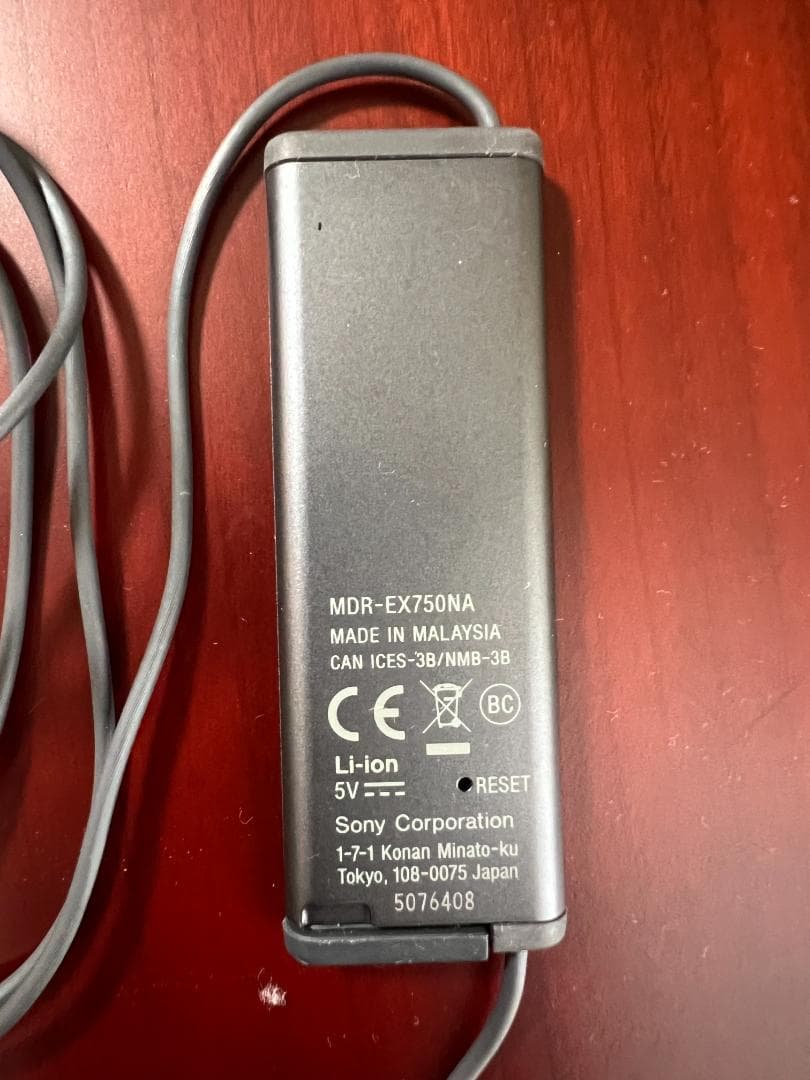 MDR-EX750NA
MADE IN MALAYSIA
CAN ICES-3B/NMB-3B
CE BC
Li-ion
5V RESET
Sony Corporation
1-7-1 Konan Minato-ku
Tokyo, 108-0075 Japan
5076408